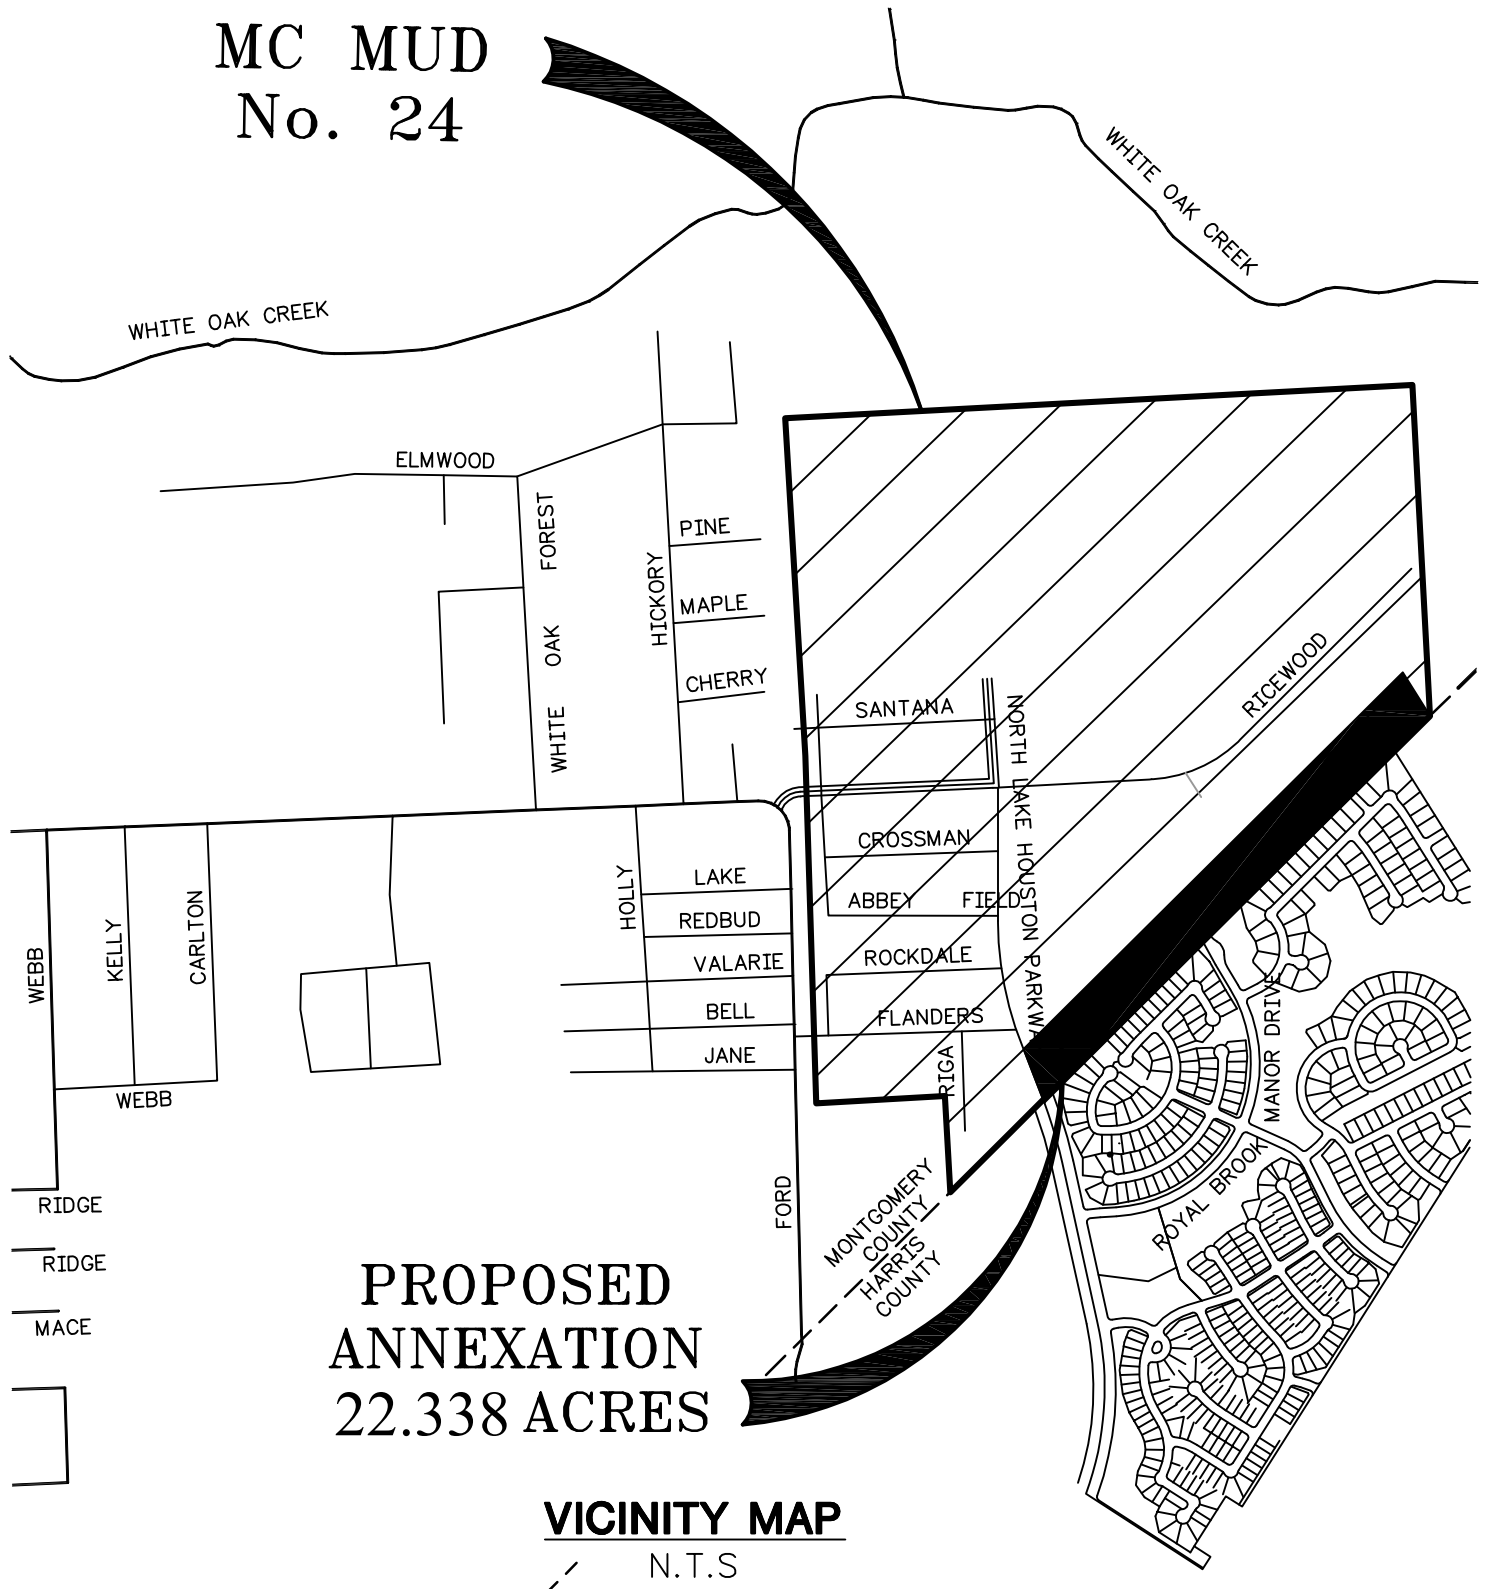 MC MUD
No. 24
WHITE OAK CREEK
WHITE OAK CREEK
ELMWOOD
WHITE OAK FOREST
HICKORY
PINE
MAPLE
CHERRY
SANTANA
NORTH LAKE HOUSTON PARKWA
RICEWOOD
CROSSMAN
ABBEY FIELD
ROCKDALE
FLANDERS
RIGA
HOLLY
LAKE
REDBUD
VALARIE
BELL
JANE
WEBB
KELLY
CARLTON
WEBB
MANOR DRIVE
ROYAL BROOK
FORD
MONTGOMERY
COUNTY
HARRIS
COUNTY
RIDGE
RIDGE
MACE
PROPOSED
ANNEXATION
22.338 ACRES
VICINITY MAP
N.T.S